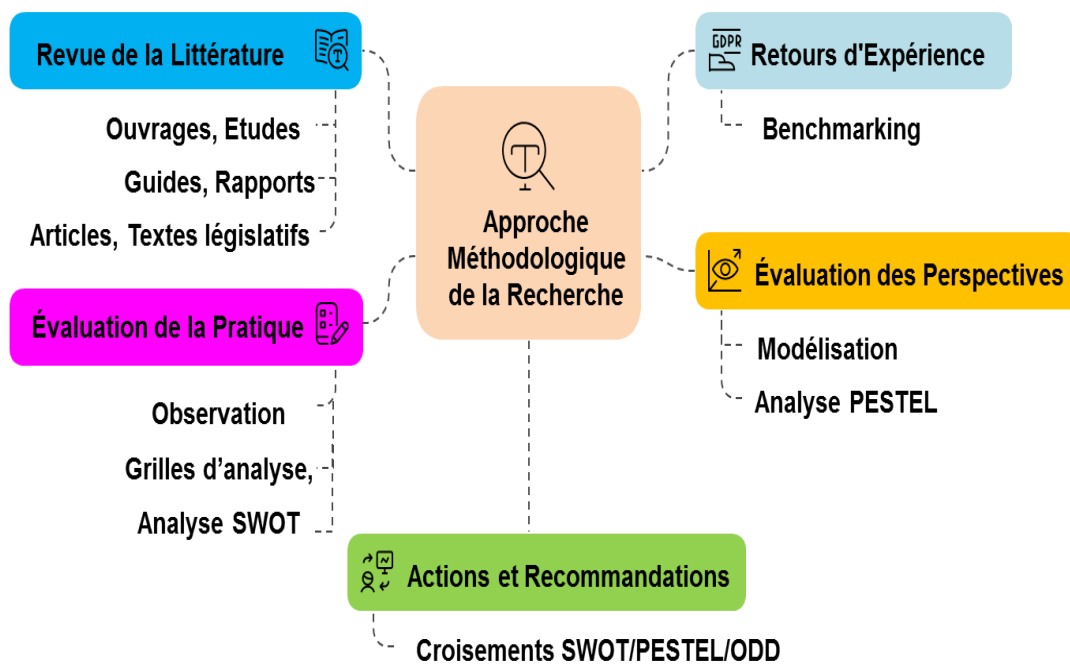 Revue de la Littérature
Ouvrages, Etudes
Guides, Rapports
Articles, Textes législatifs
Évaluation de la Pratique
Observation
Grilles d’analyse,
Analyse SWOT
T
Approche
Méthodologique
de la Recherche
GDPR
Retours d'Expérience
Benchmarking
Évaluation des Perspectives
Modélisation
Analyse PESTEL
Actions et Recommandations
Croisements SWOT/PESTEL/ODD